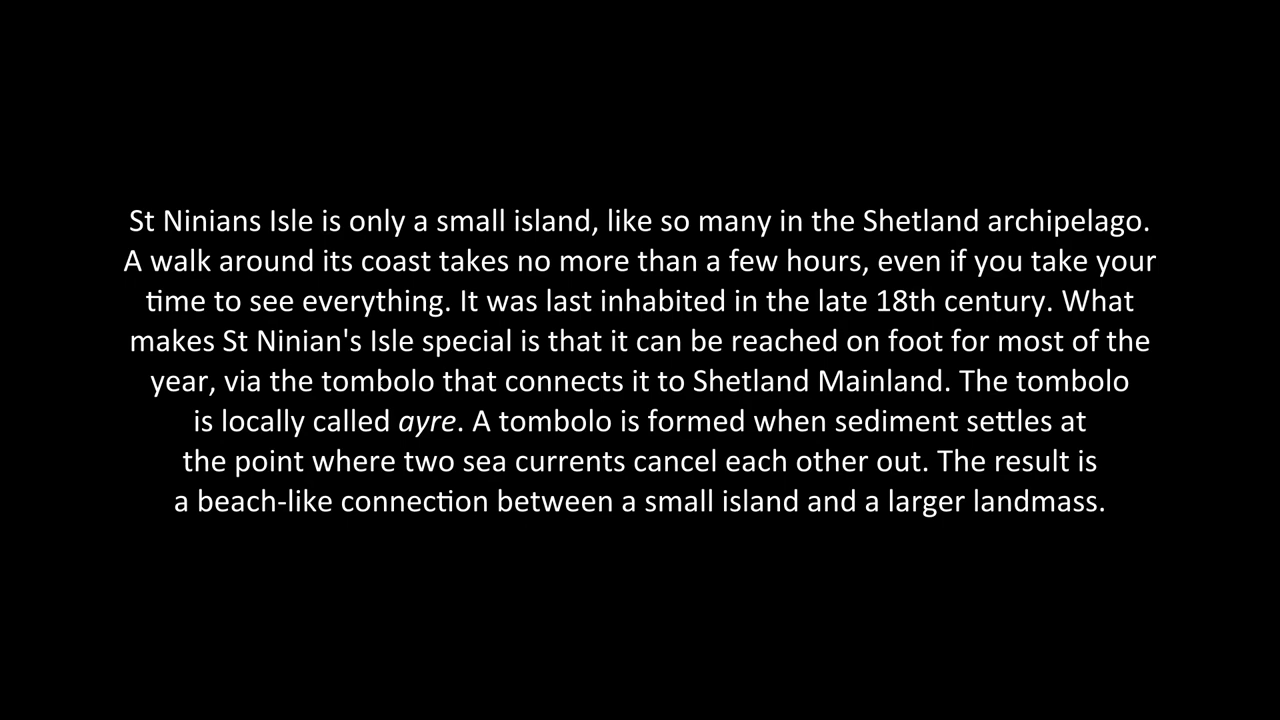 St Ninians Isle is only a small island, like so many in the Shetland archipelago.
A walk around its coast takes no more than a few hours, even if you take your
time to see everything. It was last inhabited in the late 18th century. What
makes St Ninian's Isle special is that it can be reached on foot for most of the
year, via the tombolo that connects it to Shetland Mainland. The tombolo
is locally called ayre. A tombolo is formed when sediment settles at
the point where two sea currents cancel each other out. The result is
a beach-like connection between a small island and a larger landmass.